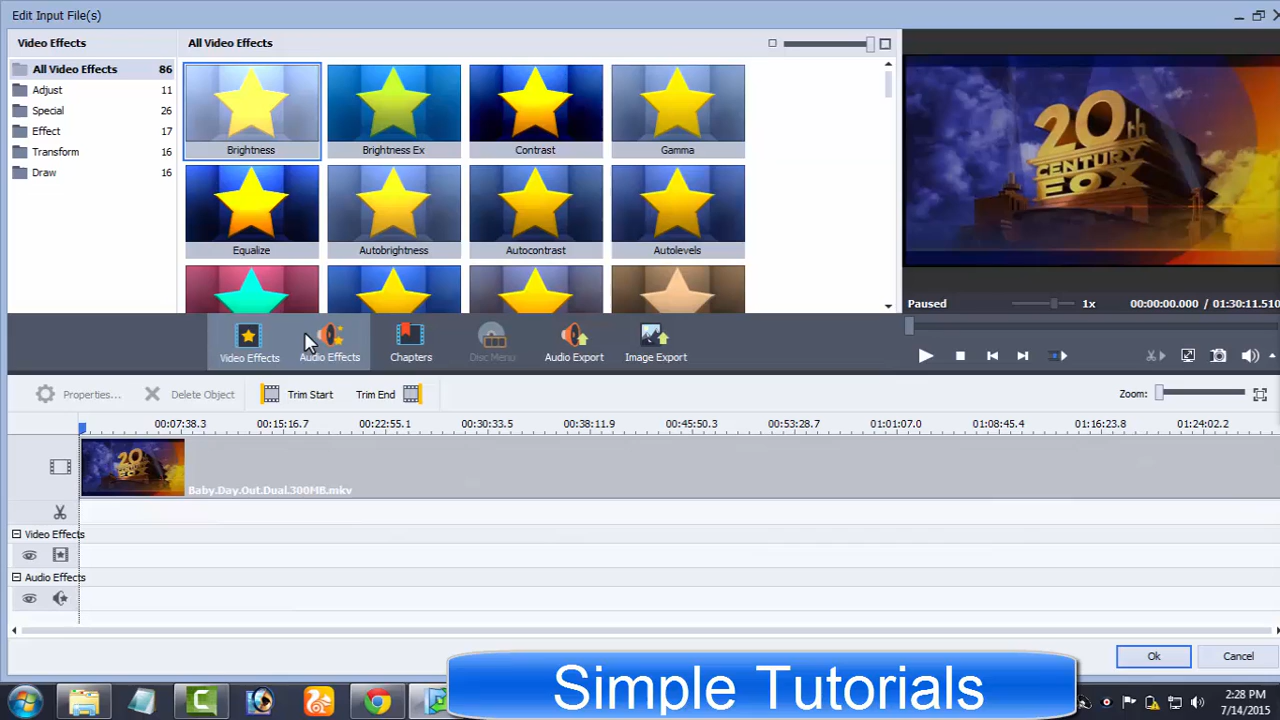 Edit Input File(s)
Video Effects
All Video Effects 86
Adjust 11
Special 26
Effect 17
Transform 16
Draw 16
All Video Effects
Brightness
Brightness Ex
Contrast
Gamma
Equalize
Autobrightness
Autocontrast
Autolevels
20th
CENTURY
FOX
Paused 1x 00:00:00.000 / 01:30:11.510
Video Effects
Audio Effects
Chapters
Disc Menu
Audio Export
Image Export
Properties...
Delete Object
Trim Start
Trim End
Zoom:
00:07:38.3 00:15:16.7 00:22:55.1 00:30:33.5 00:38:11.9 00:45:50.3 00:53:28.7 01:01:07.0 01:08:45.4 01:16:23.8 01:24:02.2
Baby.Day.Out.Dual.300MB.mkv
Video Effects
Audio Effects
Ok
Cancel
Simple Tutorials
2:28 PM
7/14/2015